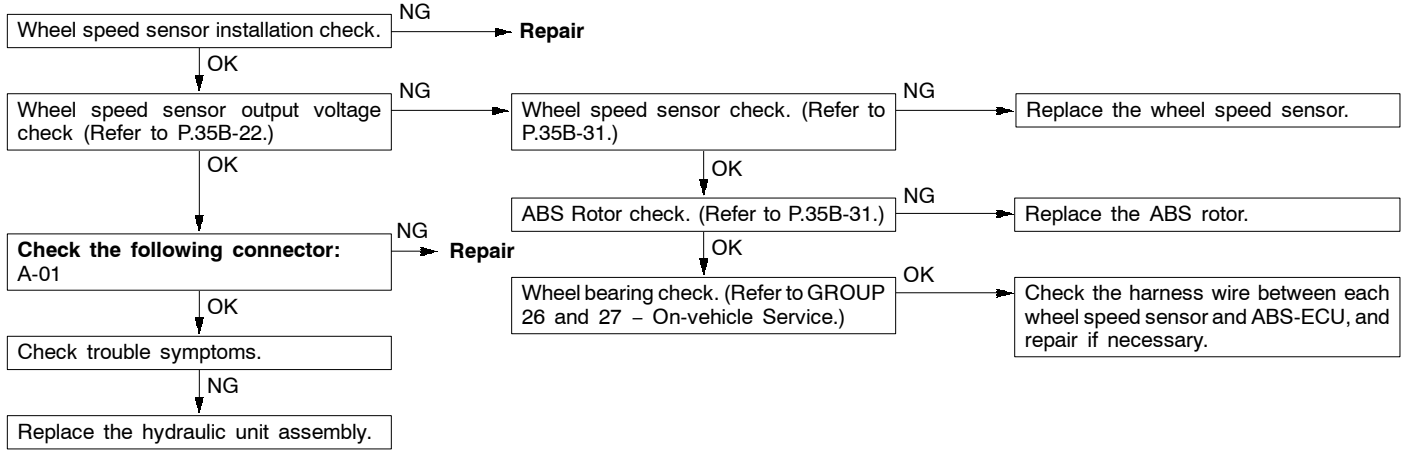 Wheel speed sensor installation check.
NG
Repair
OK
Wheel speed sensor output voltage
check (Refer to P.35B-22.)
NG
Wheel speed sensor check. (Refer to
P.35B-31.)
NG
Replace the wheel speed sensor.
OK
OK
ABS Rotor check. (Refer to P.35B-31.)
NG
Replace the ABS rotor.
Check the following connector:
A-01
NG
Repair
OK
Wheel bearing check. (Refer to GROUP
26 and 27 – On-vehicle Service.)
OK
Check the harness wire between each
wheel speed sensor and ABS-ECU, and
repair if necessary.
OK
Check trouble symptoms.
NG
Replace the hydraulic unit assembly.